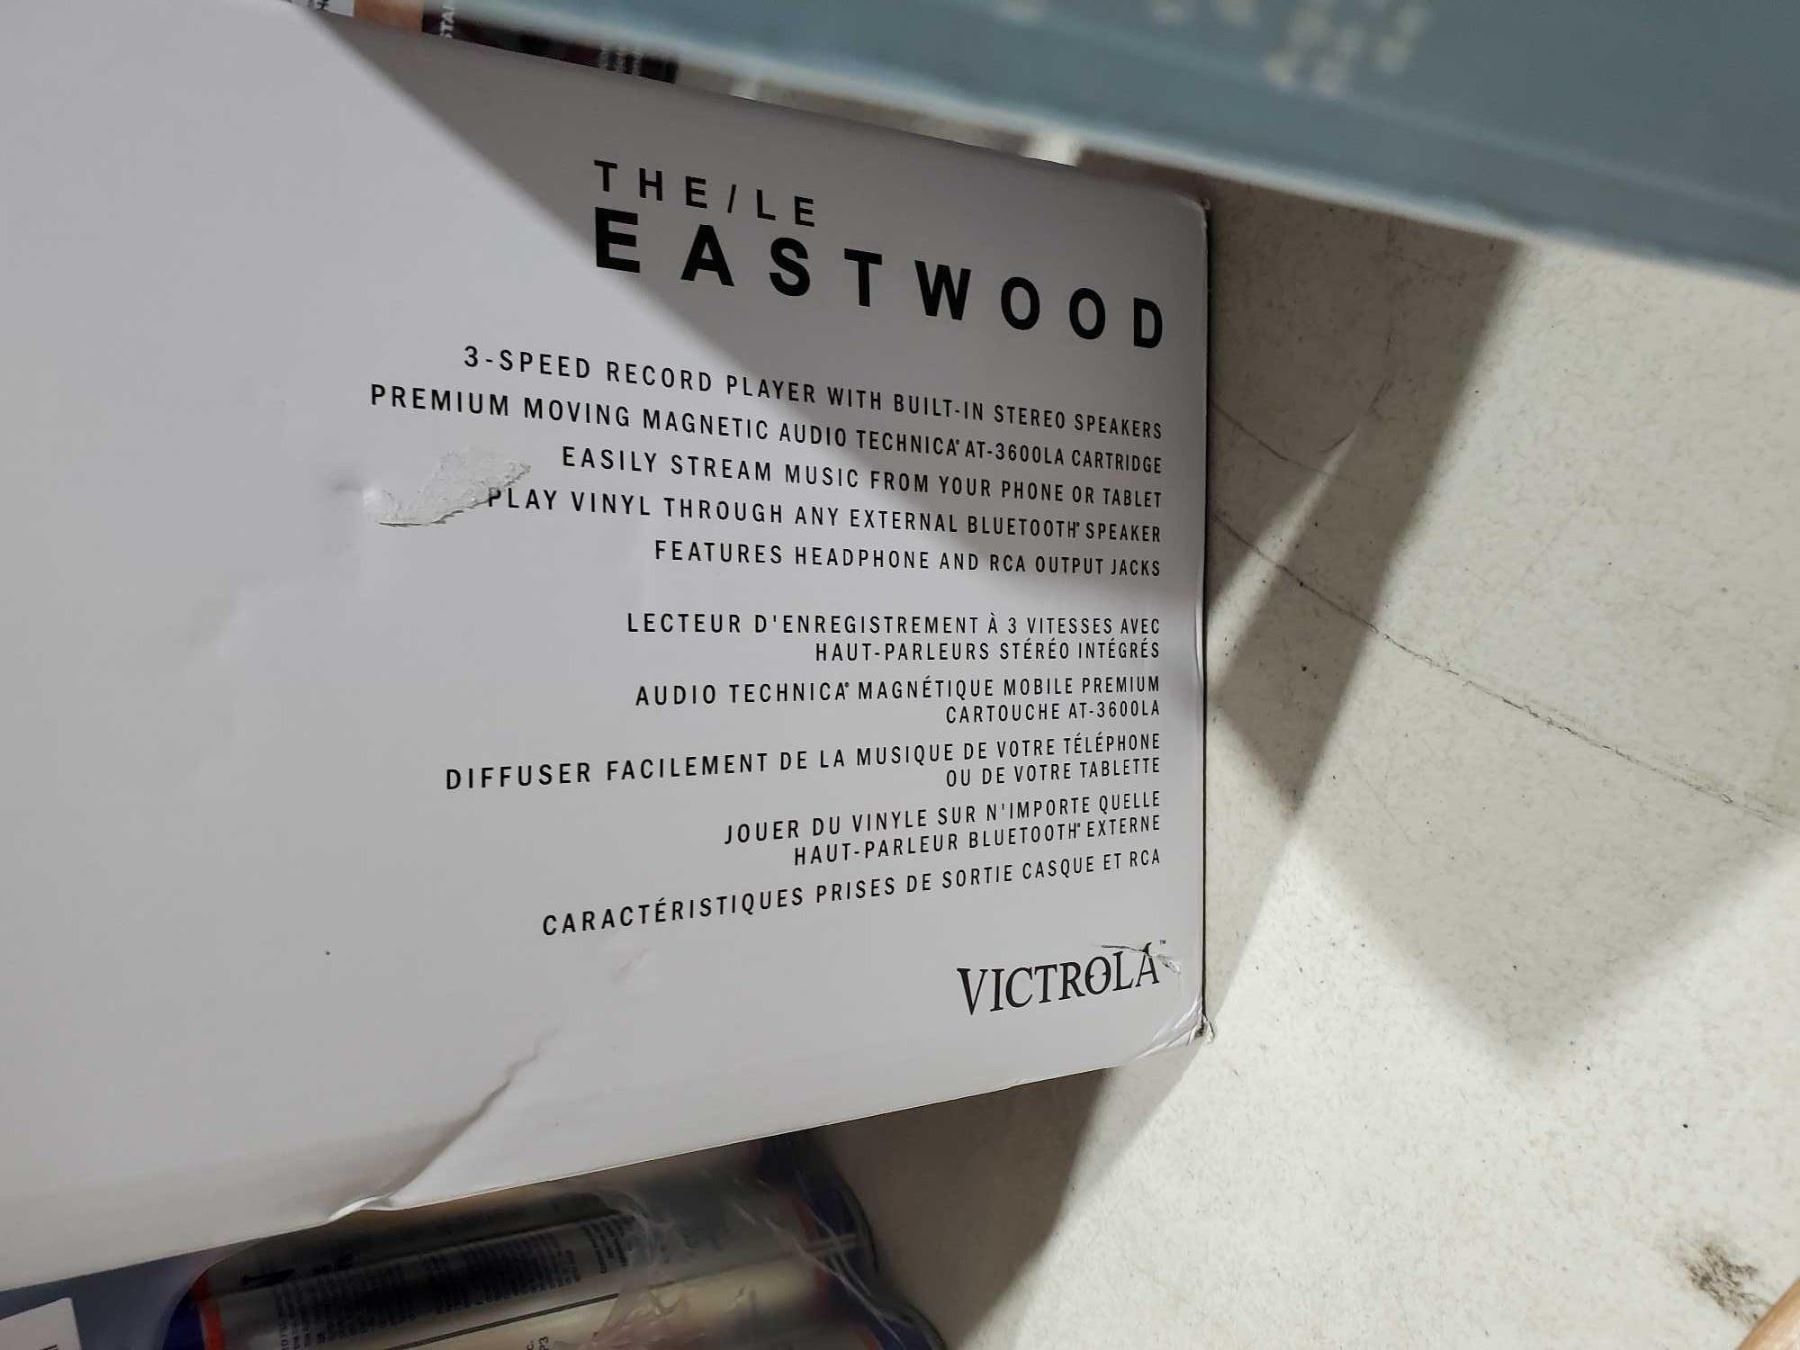 THE/LE
EASTWOOD
3-SPEED RECORD PLAYER WITH BUILT-IN STEREO SPEAKERS
PREMIUM MOVING MAGNETIC AUDIO TECHNICA® AT-3600LA CARTRIDGE
EASILY STREAM MUSIC FROM YOUR PHONE OR TABLET
PLAY VINYL THROUGH ANY EXTERNAL BLUETOOTH® SPEAKER
FEATURES HEADPHONE AND RCA OUTPUT JACKS
LECTEUR D'ENREGISTREMENT À 3 VITESSES AVEC
HAUT-PARLEURS STÉRÉO INTÉGRÉS
AUDIO TECHNICA® MAGNÉTIQUE MOBILE PREMIUM
CARTOUCHE AT-3600LA
DIFFUSER FACILEMENT DE LA MUSIQUE DE VOTRE TÉLÉPHONE
OU DE VOTRE TABLETTE
JOUER DU VINYLE SUR N'IMPORTE QUELLE
HAUT-PARLEUR BLUETOOTH® EXTERNE
CARACTÉRISTIQUES PRISES DE SORTIE CASQUE ET RCA
VICTROLA™